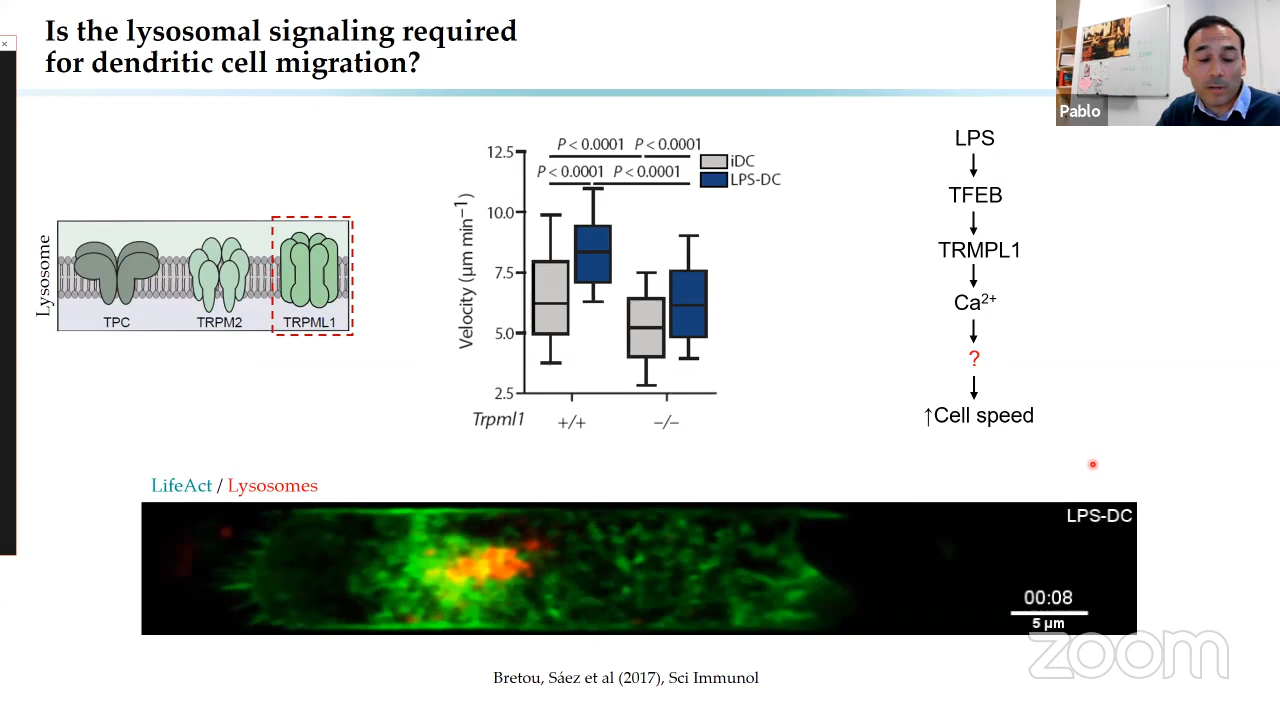 Is the lysosomal signaling required
for dendritic cell migration?
Pablo
Lysosome
TPC
TRPM2
TRPML1
P < 0.0001 P < 0.0001
P < 0.0001 P < 0.0001
iDC
LPS-DC
Velocity (µm min⁻¹)
12.5
10.0
7.5
5.0
2.5
Trpml1 +/+ −/−
LPS
TFEB
TRMPL1
Ca²⁺
?
↑Cell speed
LifeAct / Lysosomes
LPS-DC
00:08
5 µm
zoom
Bretou, Sáez et al (2017), Sci Immunol